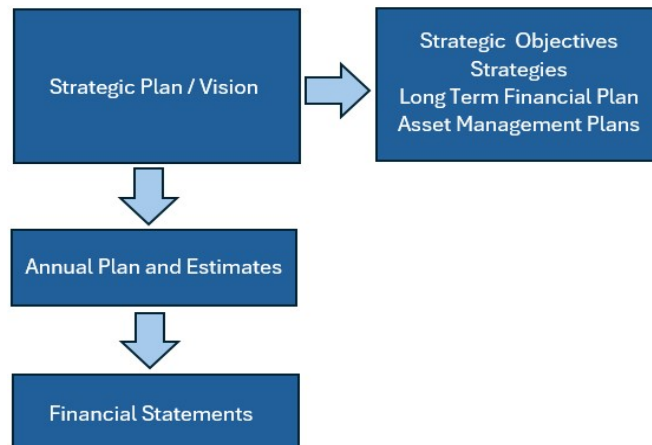 Strategic Plan / Vision
Strategic Objectives
Strategies
Long Term Financial Plan
Asset Management Plans
Annual Plan and Estimates
Financial Statements